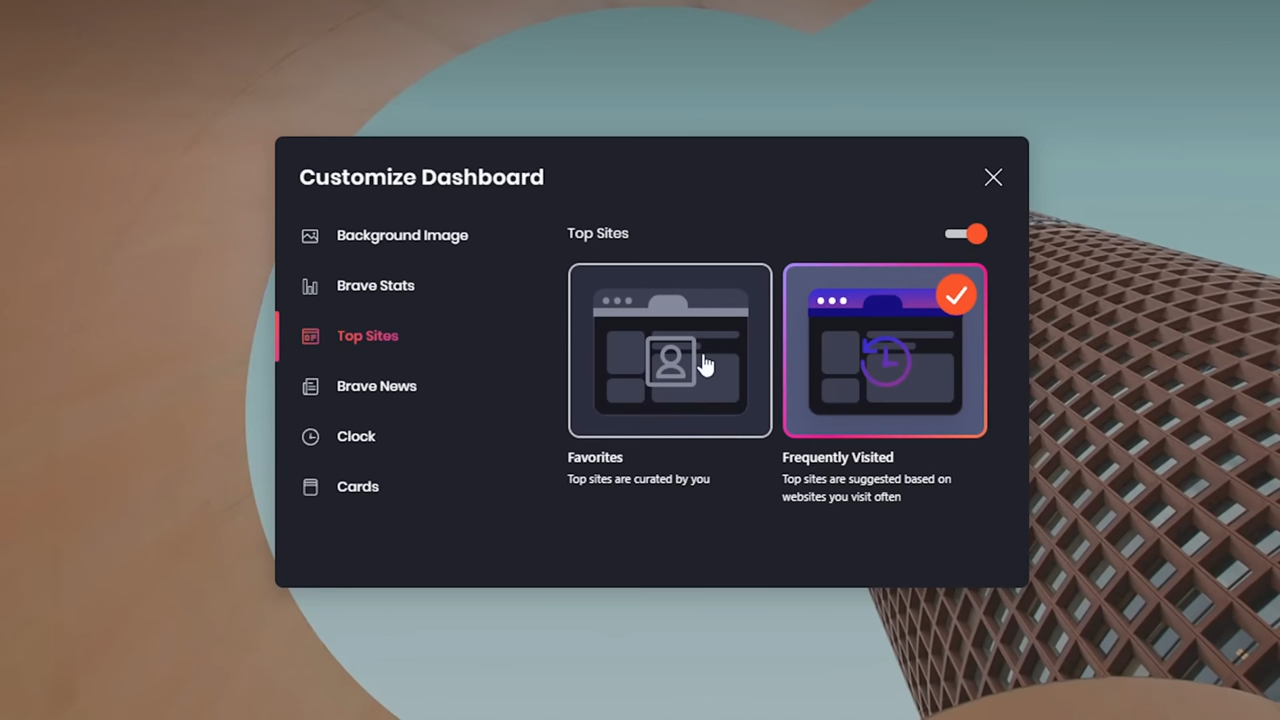 Customize Dashboard
Background Image
Brave Stats
Top Sites
Brave News
Clock
Cards
Top Sites
Favorites
Top sites are curated by you
Frequently Visited
Top sites are suggested based on
websites you visit often